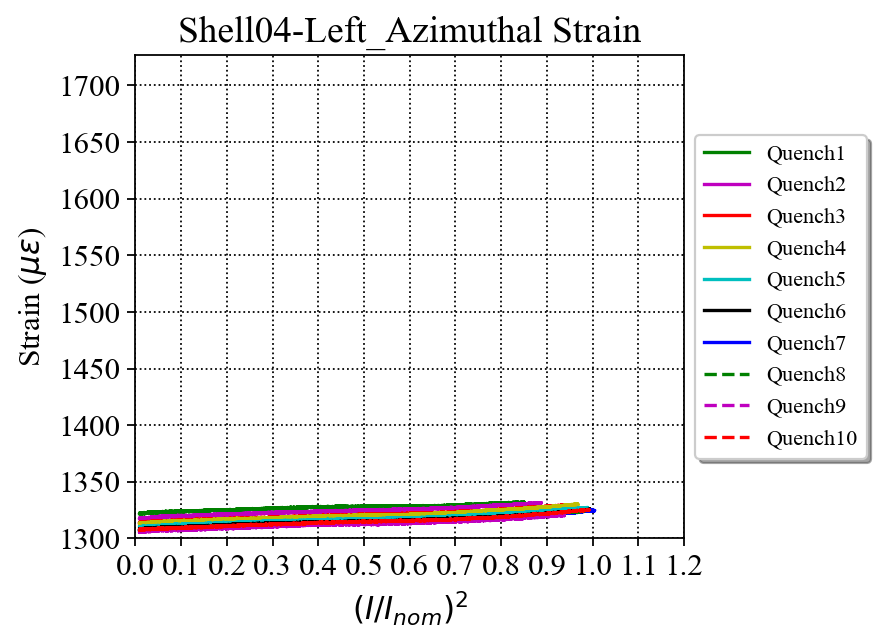 Shell04-Left_Azimuthal Strain
Strain (με)
1700
1650
1600
1550
1500
1450
1400
1350
1300
0.0 0.1 0.2 0.3 0.4 0.5 0.6 0.7 0.8 0.9 1.0 1.1 1.2
(I/I_nom)²
Quench1
Quench2
Quench3
Quench4
Quench5
Quench6
Quench7
Quench8
Quench9
Quench10